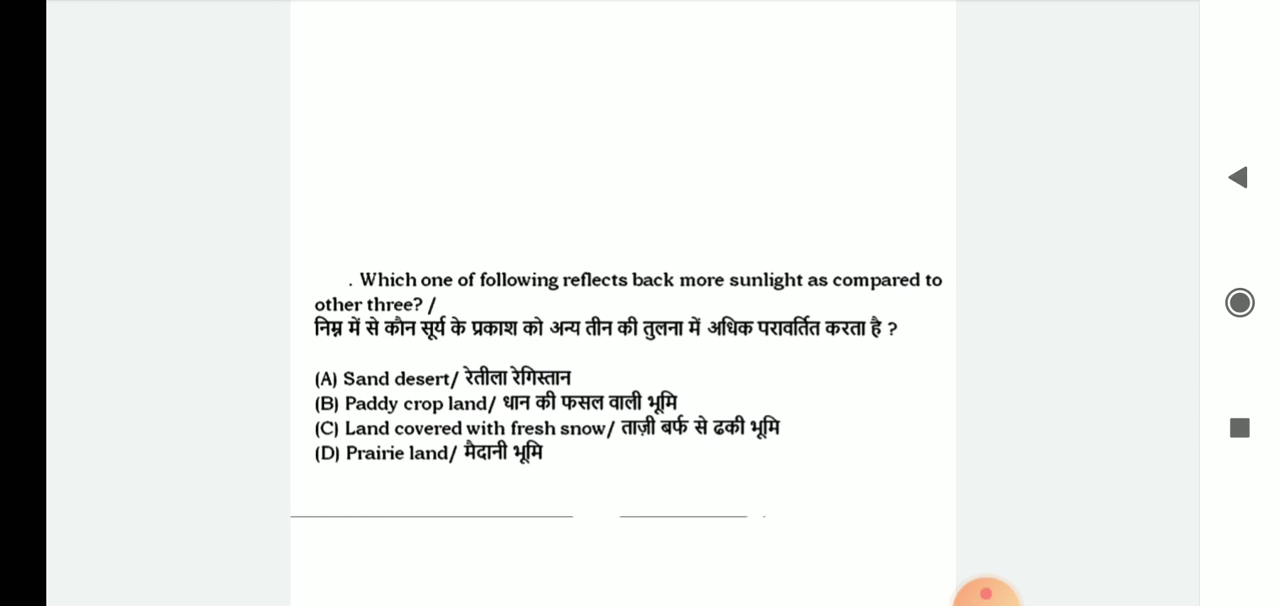 . Which one of following reflects back more sunlight as compared to
other three? /
निम्न में से कौन सूर्य के प्रकाश को अन्य तीन की तुलना में अधिक परावर्तित करता है ?
(A) Sand desert/ रेतीला रेगिस्तान
(B) Paddy crop land/ धान की फसल वाली भूमि
(C) Land covered with fresh snow/ ताज़ी बर्फ से ढकी भूमि
(D) Prairie land/ मैदानी भूमि